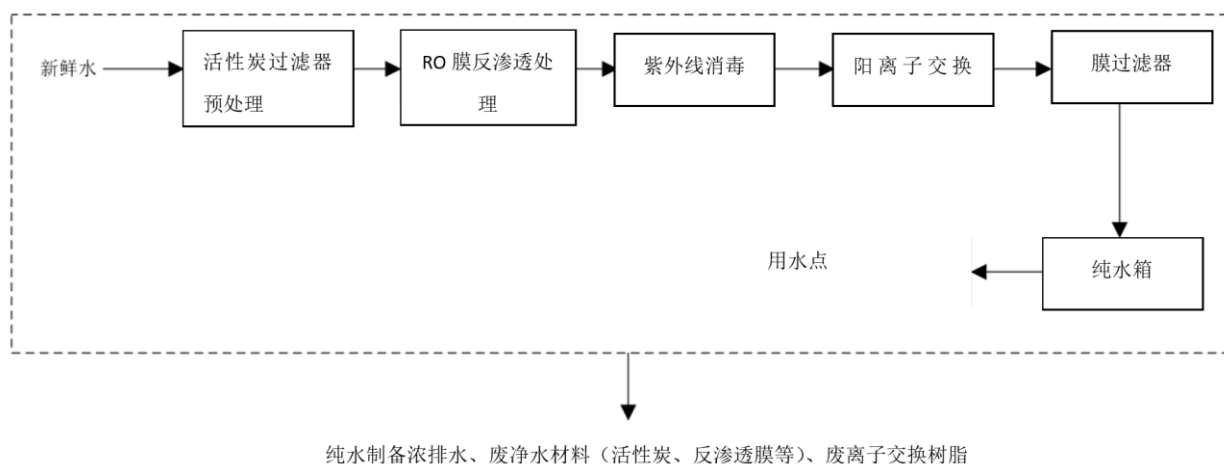 新鲜水
活性炭过滤器
预处理
RO 膜反渗透处
理
紫外线消毒
阳离子交换
膜过滤器
用水点
纯水箱
纯水制备浓排水、废净水材料（活性炭、反渗透膜等）、废离子交换树脂